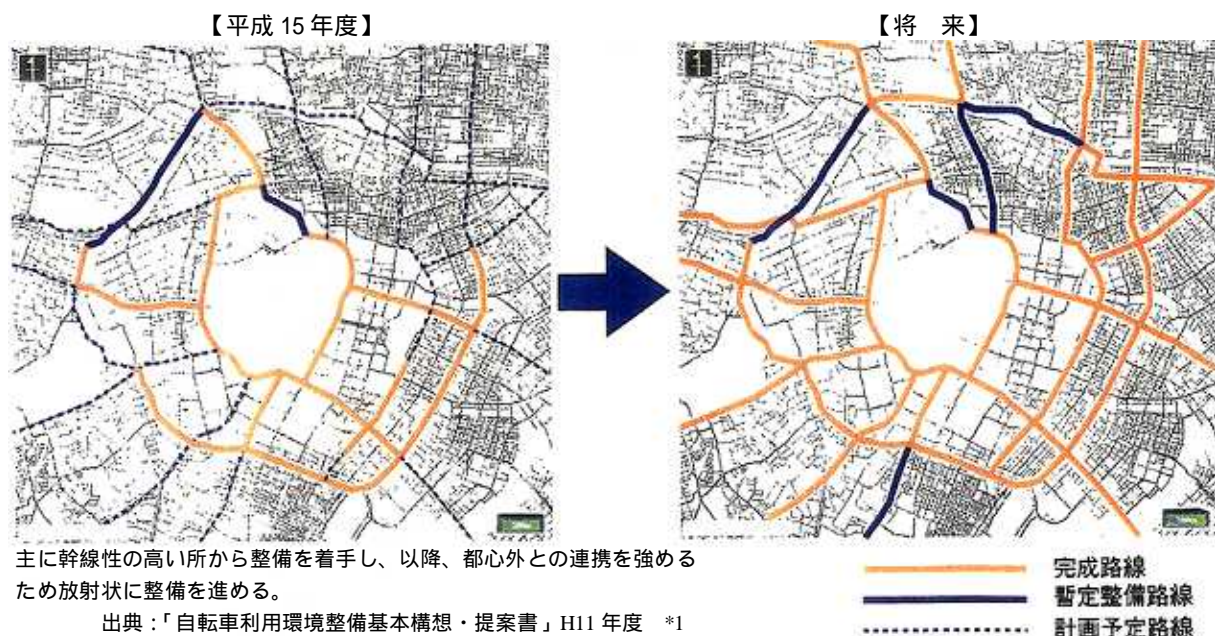 【平成 15 年度】
【将　来】
主に幹線性の高い所から整備を着手し、以降、都心外との連携を強める
ため放射状に整備を進める。
出典：「自転車利用環境整備基本構想・提案書」H11 年度　*1
完成路線
暫定整備路線
計画予定路線